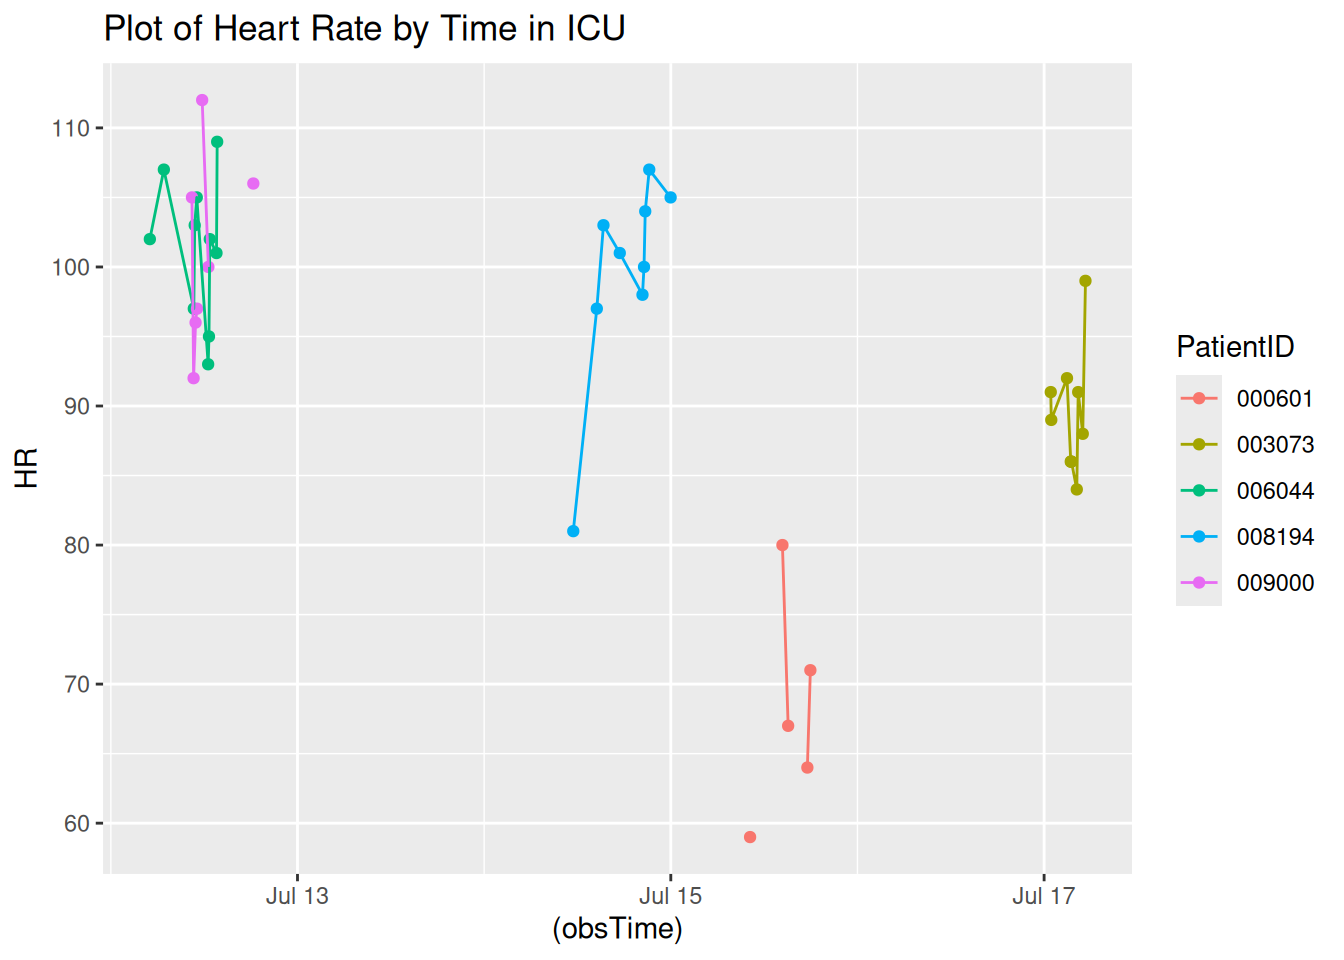 Plot of Heart Rate by Time in ICU
110
100
90
80
70
60
HR
Jul 13
Jul 15
Jul 17
(obsTime)
PatientID
000601
003073
006044
008194
009000